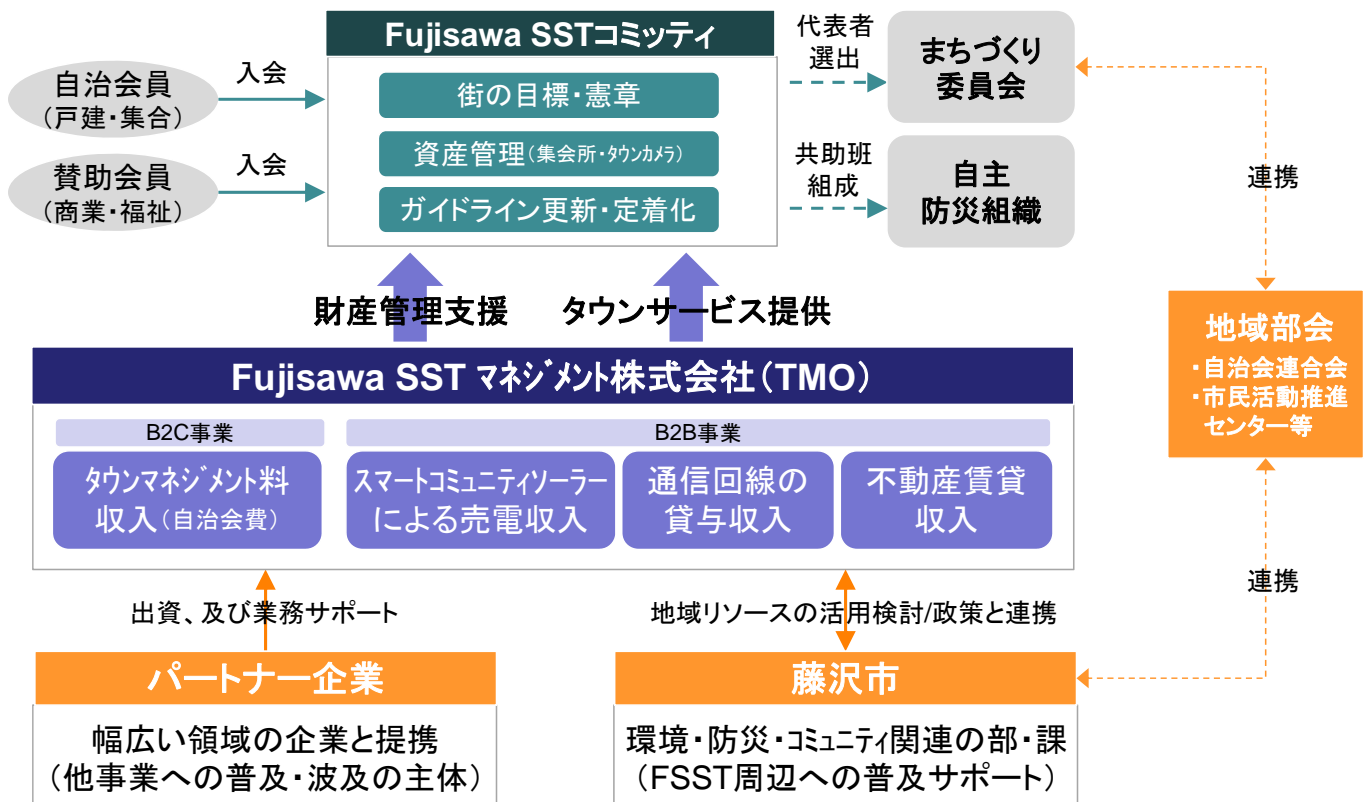 Fujisawa SSTコミッティ
街の目標・憲章
資産管理(集会所・タウンカメラ)
ガイドライン更新・定着化
自治会員
(戸建・集合)
入会
賛助会員
(商業・福祉)
入会
代表者
選出
まちづくり
委員会
共助班
組成
自主
防災組織
連携
財産管理支援
タウンサービス提供
地域部会
・自治会連合会
・市民活動推進
センター等
Fujisawa SST マネジメント株式会社(TMO)
B2C事業
B2B事業
タウンマネジメント料
収入(自治会費)
スマートコミュニティソーラー
による売電収入
通信回線の
貸与収入
不動産賃貸
収入
連携
出資、及び業務サポート
地域リソースの活用検討/政策と連携
パートナー企業
幅広い領域の企業と提携
(他事業への普及・波及の主体)
藤沢市
環境・防災・コミュニティ関連の部・課
(FSST周辺への普及サポート)